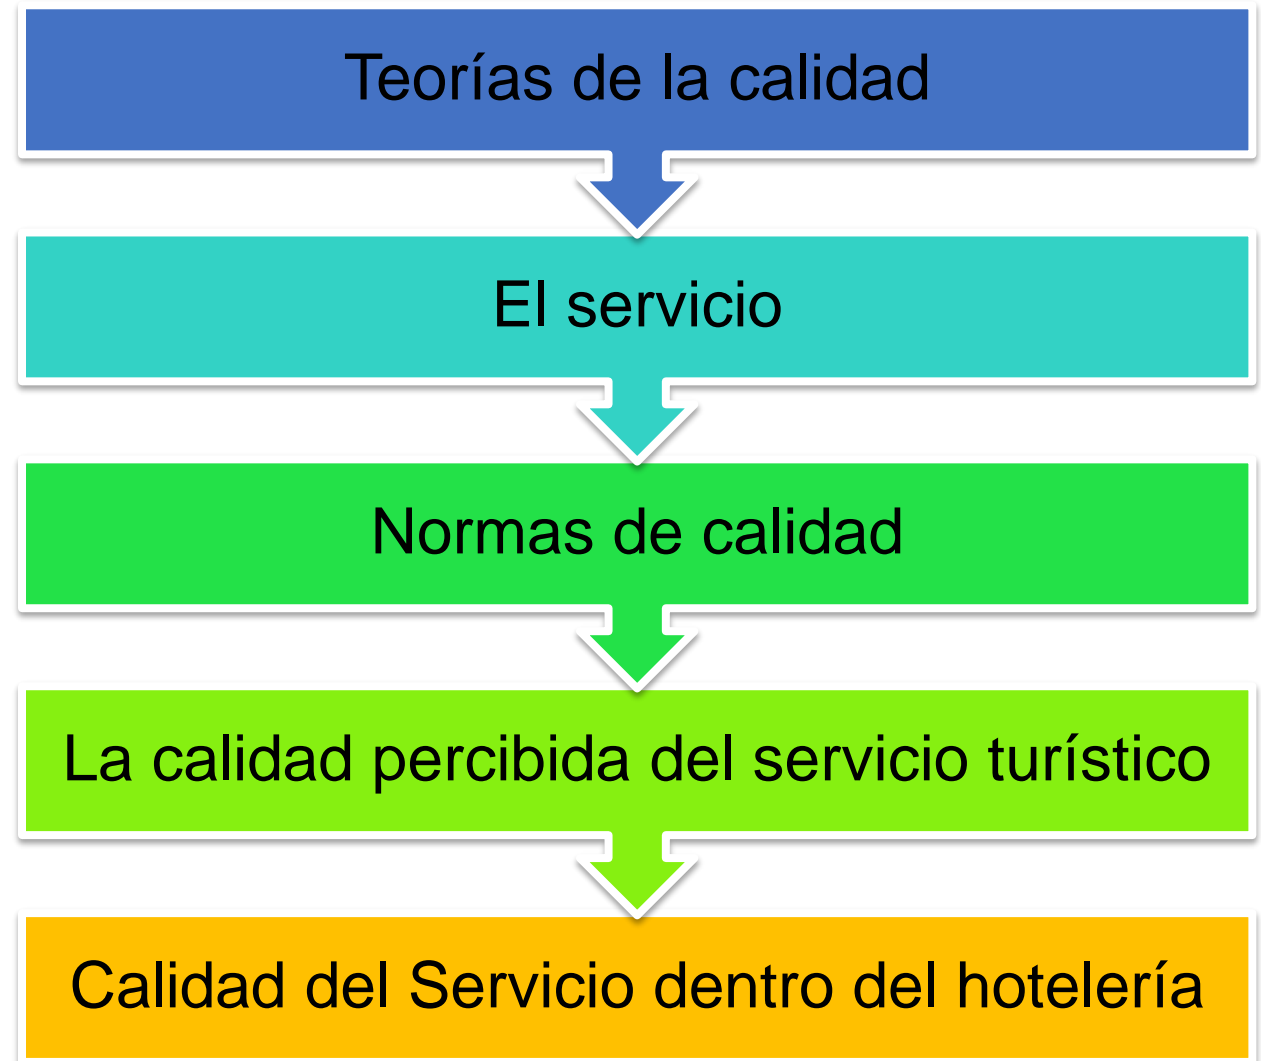 Teorías de la calidad
El servicio
Normas de calidad
La calidad percibida del servicio turístico
Calidad del Servicio dentro del hotelería